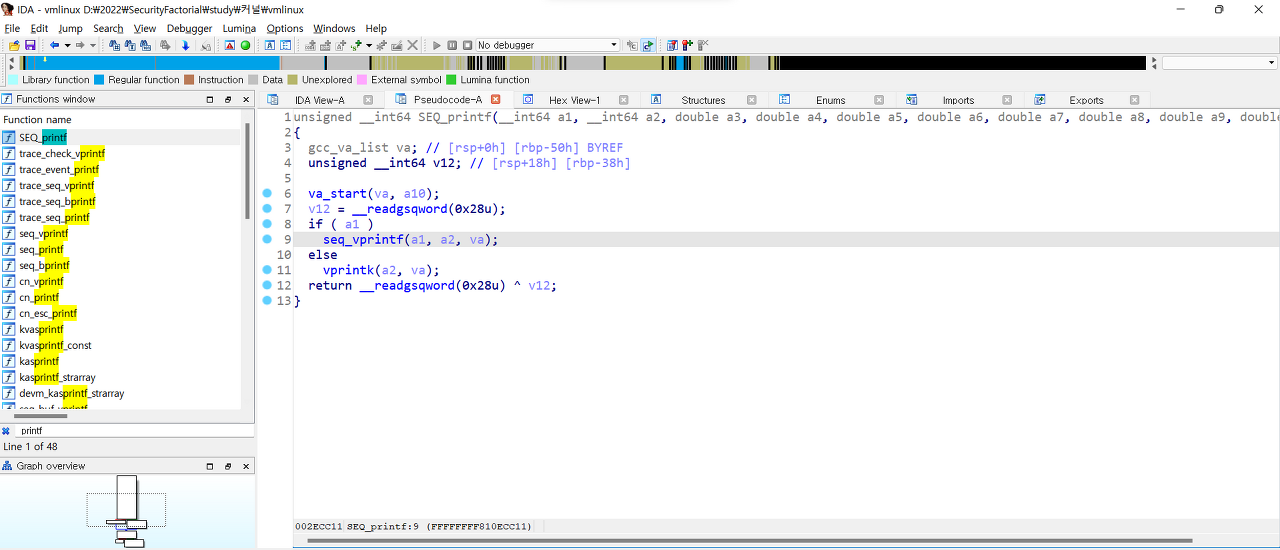 IDA - vmlinux D:₩2022₩SecurityFactorial₩study₩커널₩vmlinux
File Edit Jump Search View Debugger Lumina Options Windows Help
No debugger
Library function Regular function Instruction Data Unexplored External symbol Lumina function
Functions window
IDA View-A Pseudocode-A Hex View-1 Structures Enums Imports Exports
Function name
SEQ_printf
trace_check_vprintf
trace_event_printf
trace_seq_vprintf
trace_seq_bprintf
trace_seq_printf
seq_vprintf
seq_printf
seq_bprintf
cn_vprintf
cn_printf
cn_esc_printf
kvasprintf
kvasprintf_const
kasprintf
kasprintf_strarray
devm_kasprintf_strarray
seq_buf_vprintf
printf
Line 1 of 48
Graph overview
1 unsigned __int64 SEQ_printf(__int64 a1, __int64 a2, double a3, double a4, double a5, double a6, double a7, double a8, double a9, double
2 {
3 gcc_va_list va; // [rsp+0h] [rbp-50h] BYREF
4 unsigned __int64 v12; // [rsp+18h] [rbp-38h]
5
6 va_start(va, a10);
7 v12 = __readgsqword(0x28u);
8 if ( a1 )
9 seq_vprintf(a1, a2, va);
10 else
11 vprintk(a2, va);
12 return __readgsqword(0x28u) ^ v12;
13 }
002ECC11 SEQ_printf:9 (FFFFFFFF810ECC11)